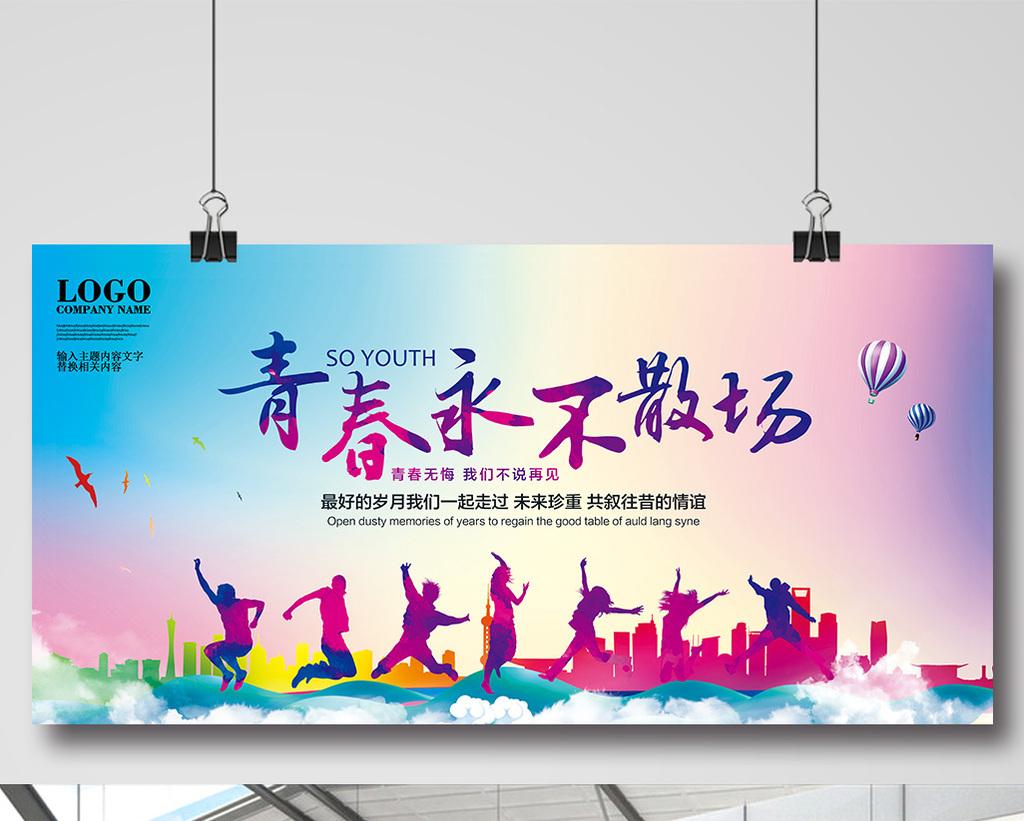 LOGO
COMPANY NAME
输入主题内容文字
替换相关内容
SO YOUTH
青春永不散场
青春无悔 我们不说再见
最好的岁月我们一起走过 未来珍重 共叙往昔的情谊
Open dusty memories of years to regain the good table of auld lang syne